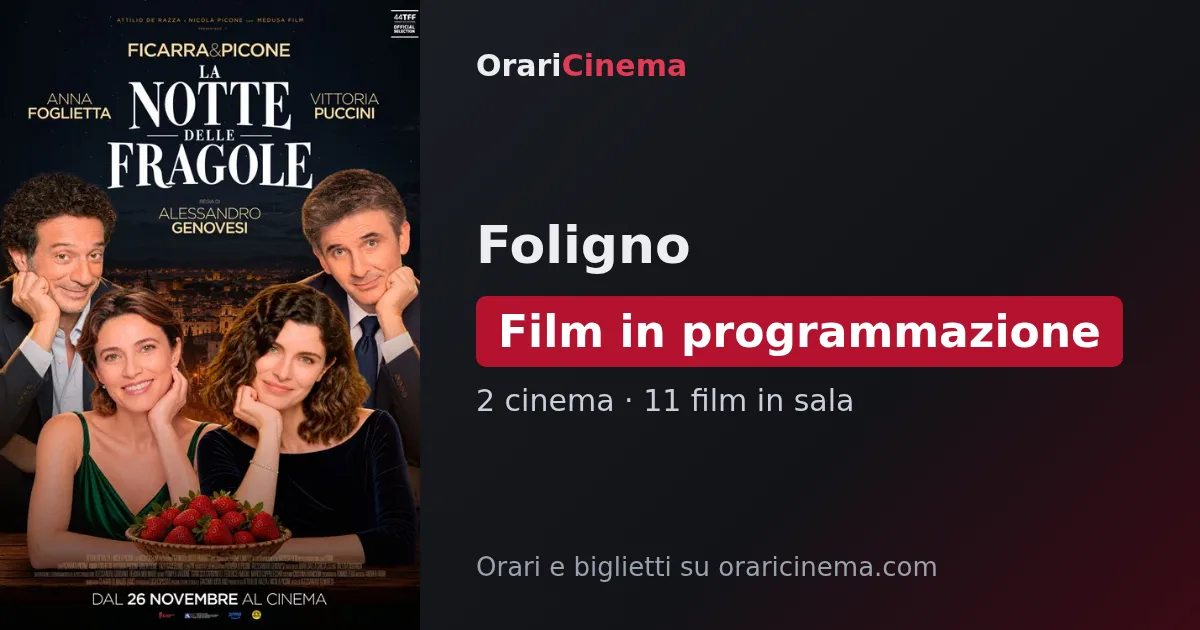 ATTILIO DE RAZZA E NICOLA PICONE CON MEDUSA FILM
44TFF
OFFICIAL
SELECTION
FICARRA&PICONE
LA
NOTTE
DELLE
FRAGOLE
ANNA
FOGLIETTA
VITTORIA
PUCCINI
REGIA DI
ALESSANDRO
GENOVESI
DAL 26 NOVEMBRE AL CINEMA
OrariCinema
Foligno
Film in programmazione
2 cinema · 11 film in sala
Orari e biglietti su oraricinema.com